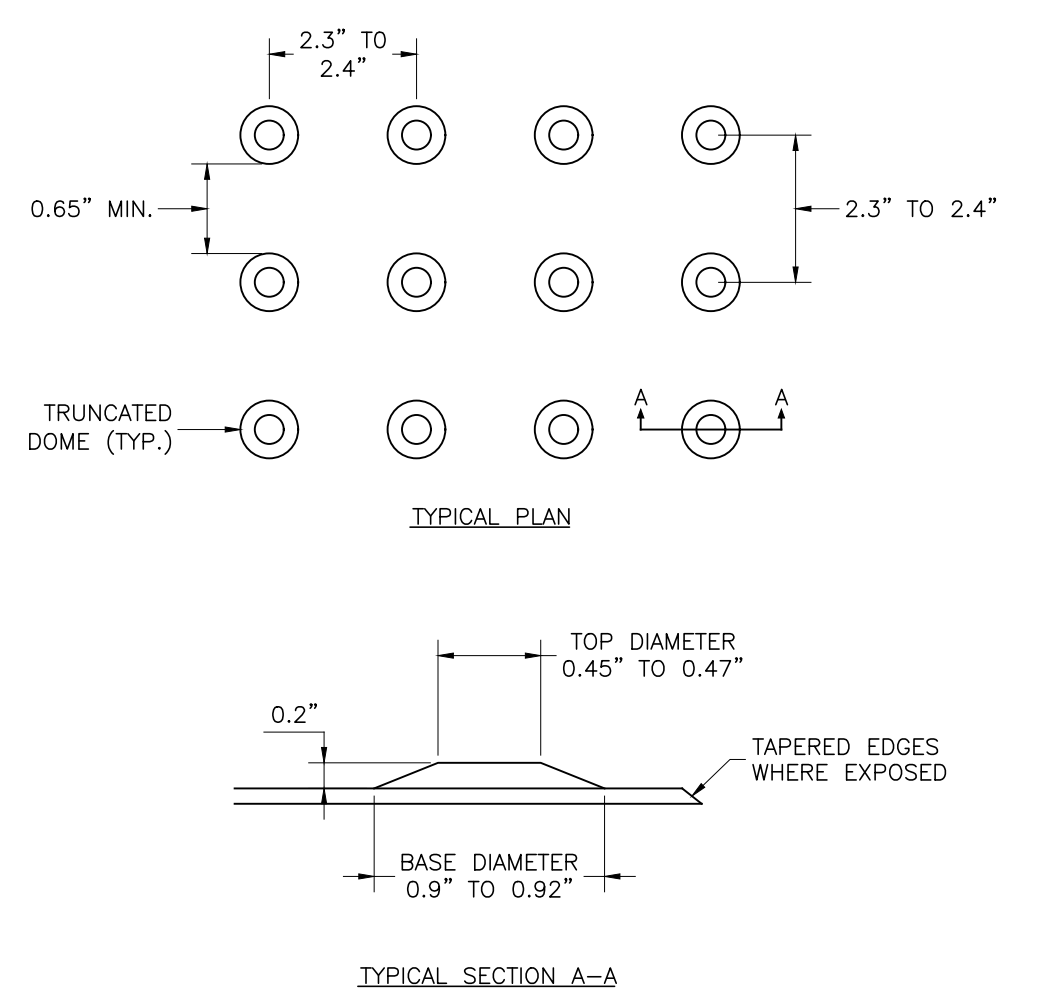 2.3” TO
2.4”
0.65” MIN.
2.3” TO 2.4”
TRUNCATED
DOME (TYP.)
A
A
TYPICAL PLAN
TOP DIAMETER
0.45” TO 0.47”
0.2”
TAPERED EDGES
WHERE EXPOSED
BASE DIAMETER
0.9” TO 0.92”
TYPICAL SECTION A–A